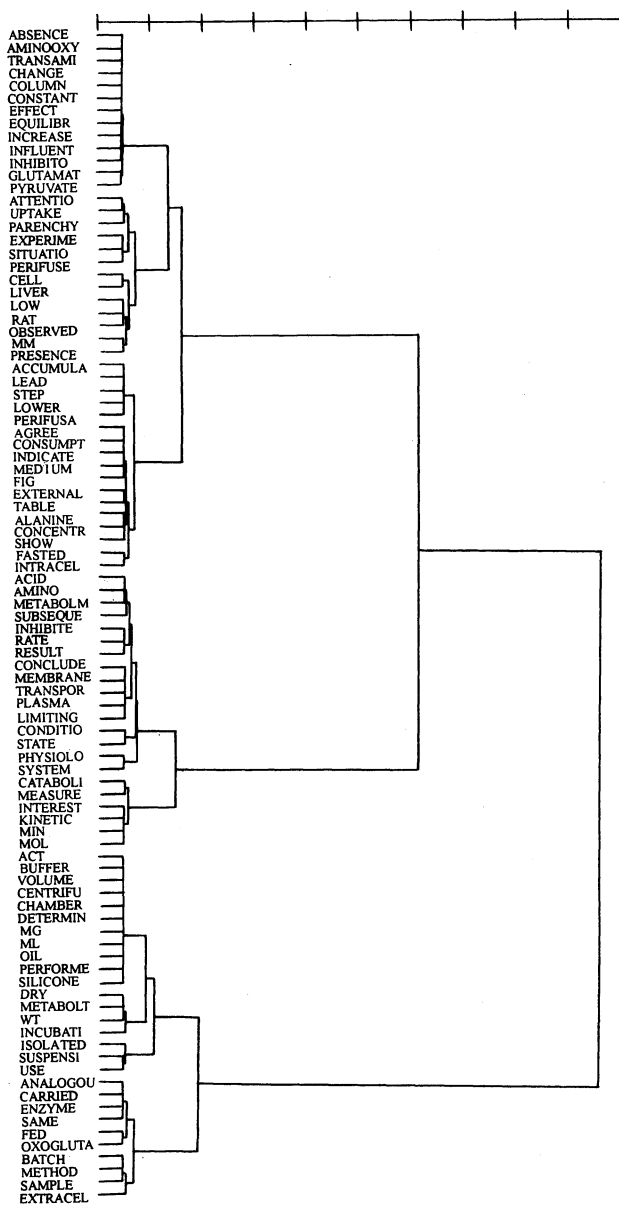 ABSENCE
AMINOOXY
TRANSAMI
CHANGE
COLUMN
CONSTANT
EFFECT
EQUILIBR
INCREASE
INFLUENT
INHIBITO
GLUTAMAT
PYRUVATE
ATTENTIO
UPTAKE
PARENCHY
EXPERIME
SITUATIO
PERIFUSE
CELL
LIVER
LOW
RAT
OBSERVED
MM
PRESENCE
ACCUMULA
LEAD
STEP
LOWER
PERIFUSA
AGREE
CONSUMPT
INDICATE
MEDIUM
FIG
EXTERNAL
TABLE
ALANINE
CONCENTR
SHOW
FASTED
INTRACEL
ACID
AMINO
METABOLM
SUBSEQUE
INHIBITE
RATE
RESULT
CONCLUDE
MEMBRANE
TRANSPOR
PLASMA
LIMITING
CONDITIO
STATE
PHYSIOLO
SYSTEM
CATABOLI
MEASURE
INTEREST
KINETIC
MIN
MOL
ACT
BUFFER
VOLUME
CENTRIFU
CHAMBER
DETERMIN
MG
ML
OIL
PERFORME
SILICONE
DRY
METABOLT
WT
INCUBATI
ISOLATED
SUSPENSI
USE
ANALOGOU
CARRIED
ENZYME
SAME
FED
OXOGLUTA
BATCH
METHOD
SAMPLE
EXTRACEL